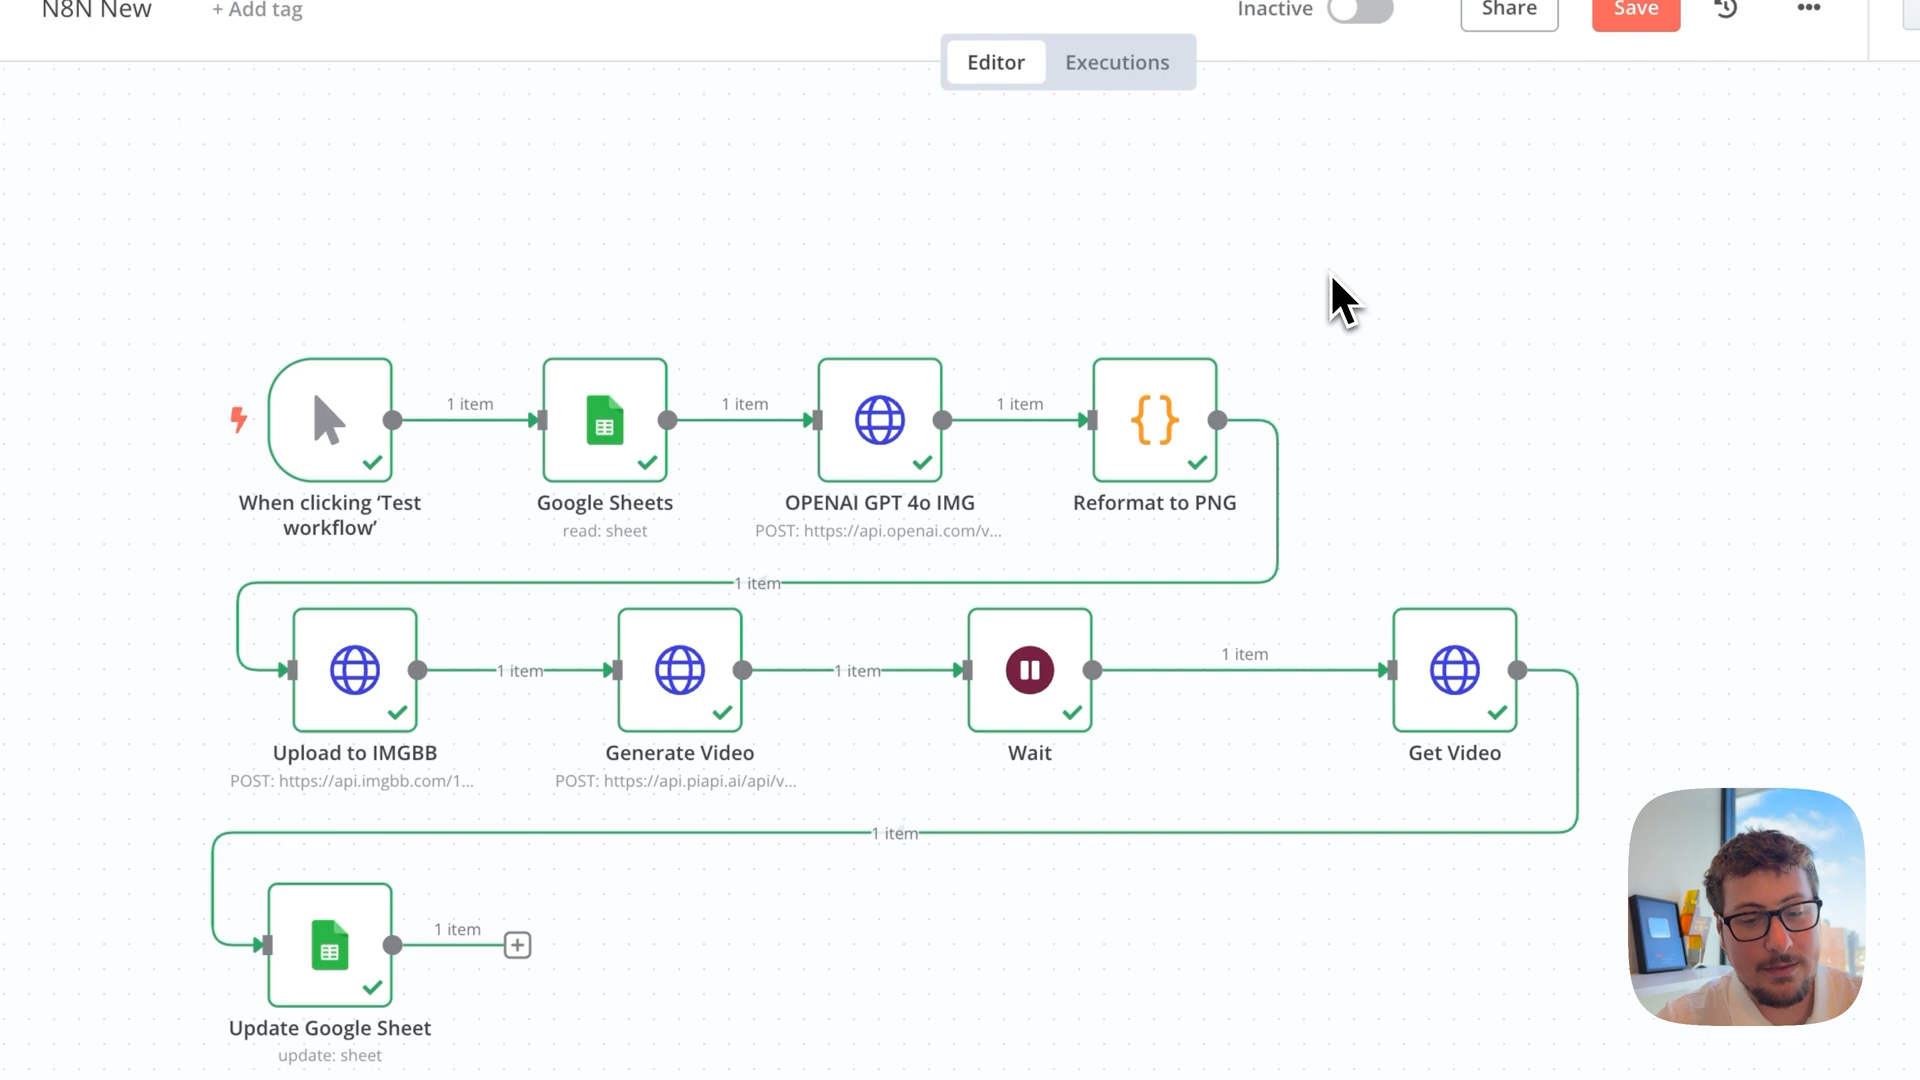 N8N New
+ Add tag
Inactive
Share
Save
Editor
Executions
1 item
1 item
1 item
When clicking ‘Test
workflow’
Google Sheets
read: sheet
OPENAI GPT 4o IMG
POST: https://api.openai.com/v...
Reformat to PNG
1 item
1 item
1 item
1 item
Upload to IMGBB
POST: https://api.imgbb.com/1...
Generate Video
POST: https://api.piapi.ai/api/v...
Wait
Get Video
1 item
1 item
Update Google Sheet
update: sheet